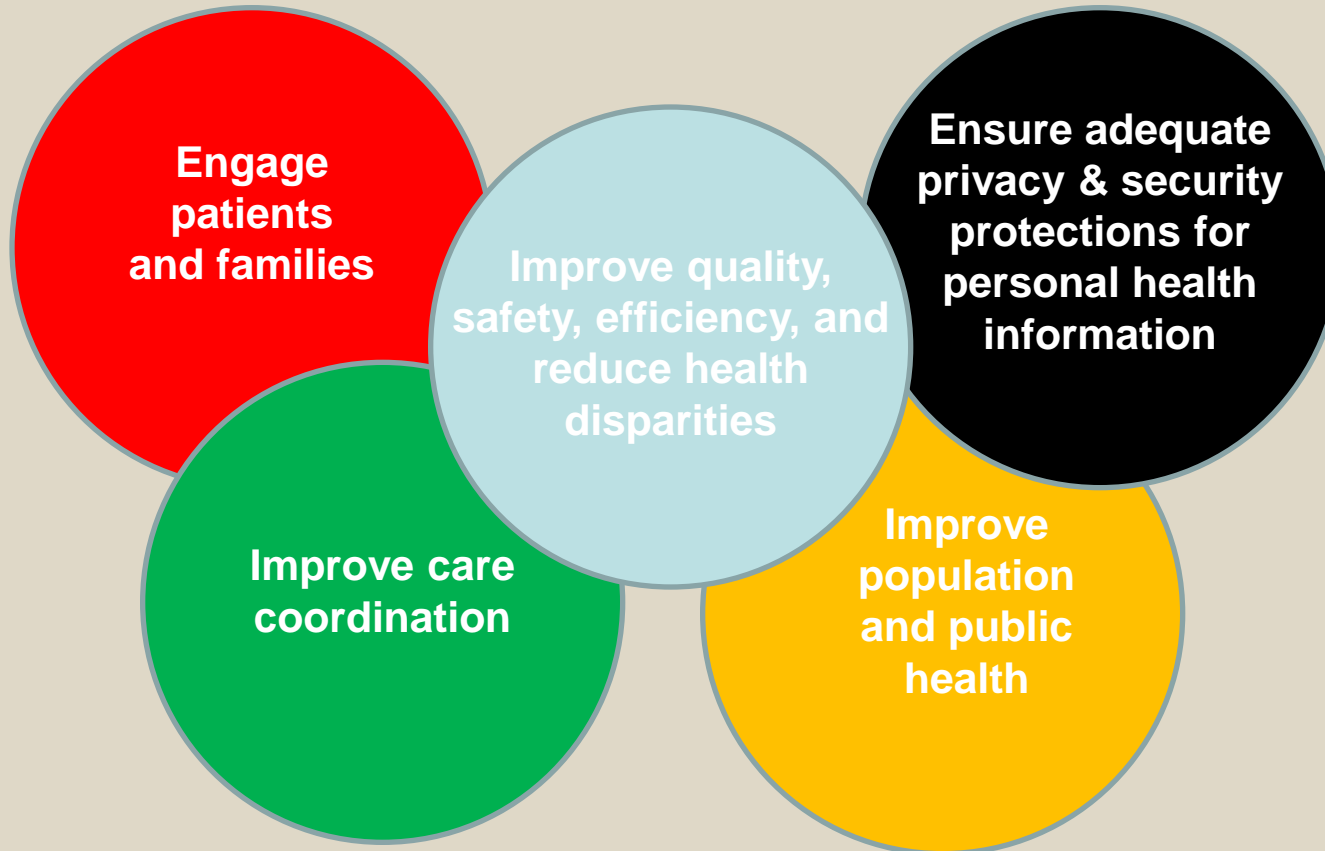 Engage
patients
and families
Improve quality,
safety, efficiency, and
reduce health
disparities
Ensure adequate
privacy & security
protections for
personal health
information
Improve care
coordination
Improve
population
and public
health